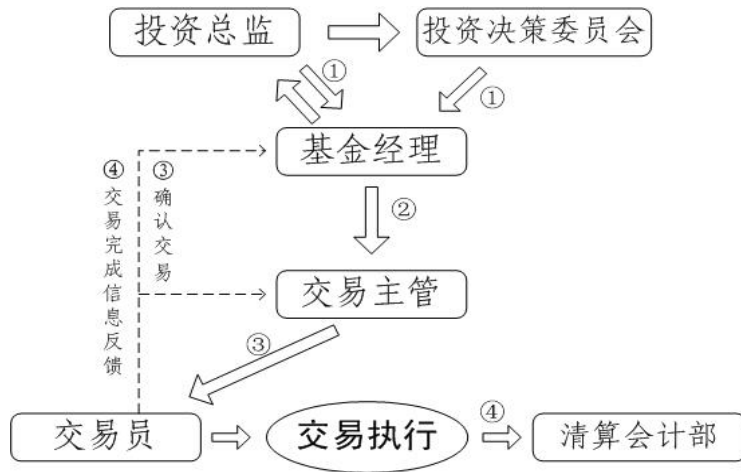 投资总监
投资决策委员会
①
①
基金经理
④交易完成信息反馈
③确认交易
②
交易主管
③
交易员
交易执行
④
清算会计部